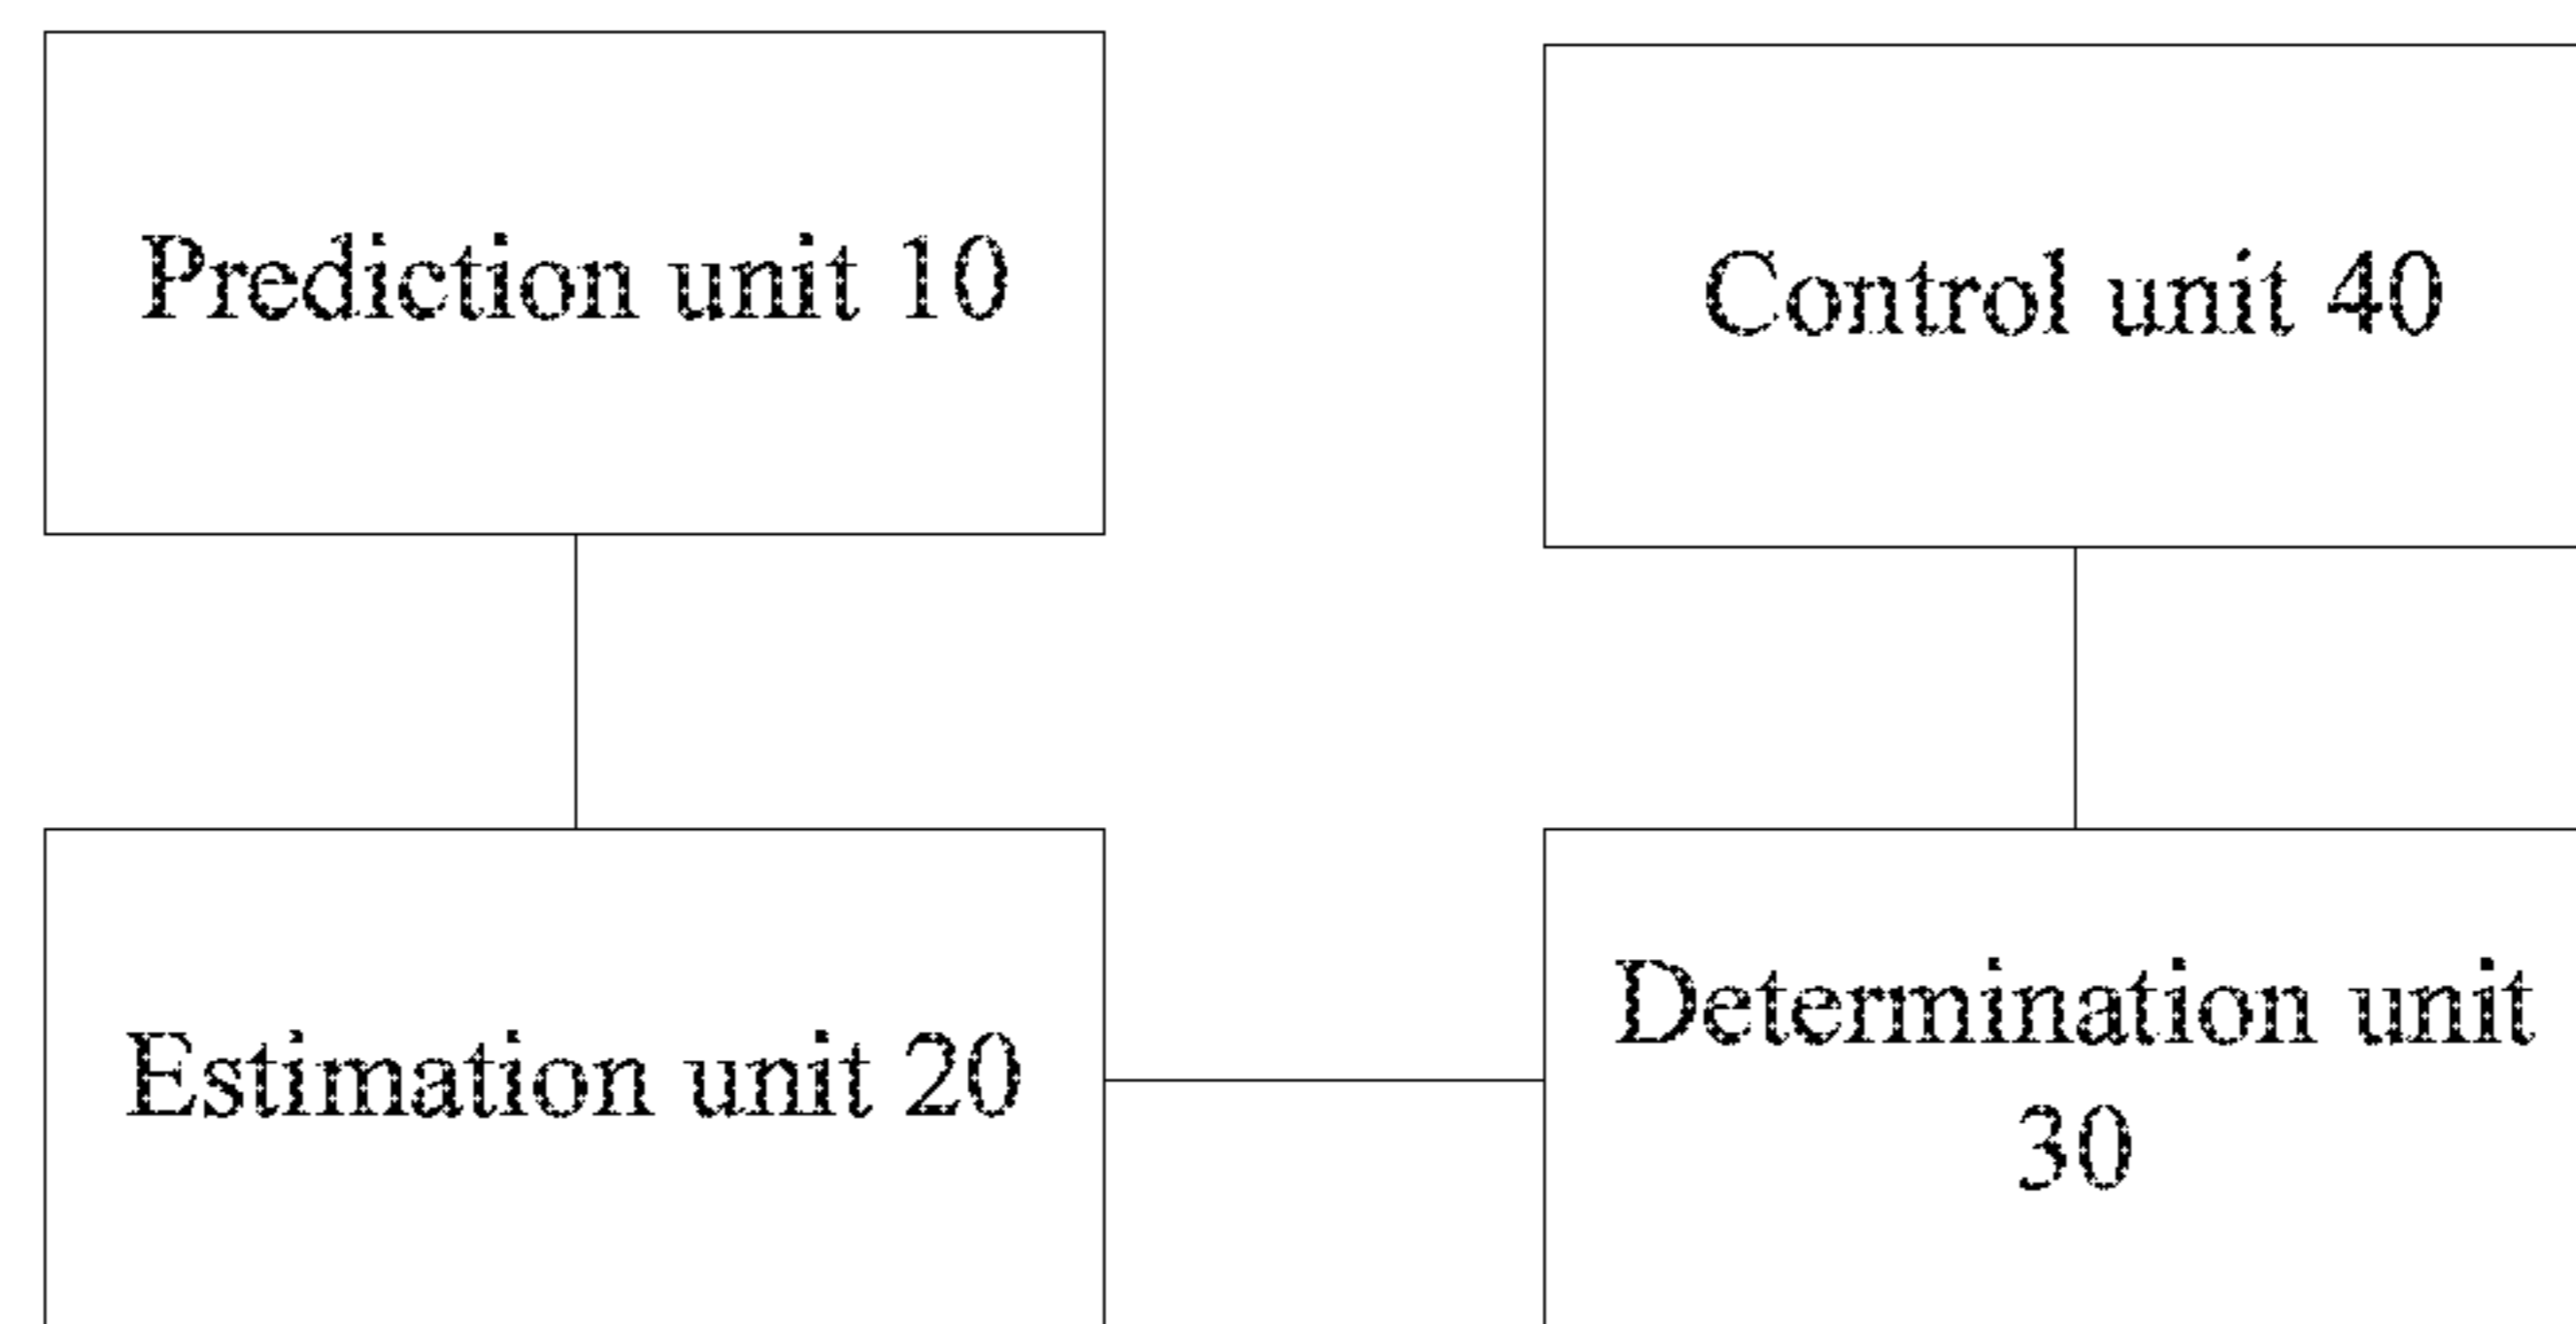 Prediction unit 10
Control unit 40
Estimation unit 20
Determination unit
30